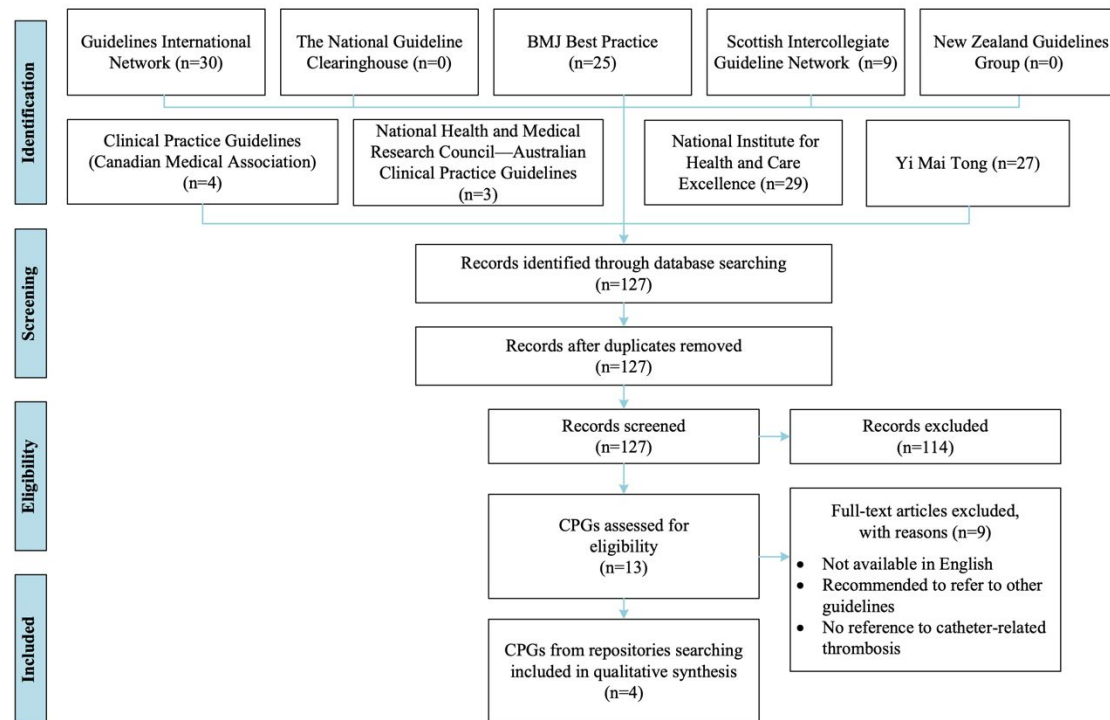 Identification
Guidelines International
Network (n=30)
The National Guideline
Clearinghouse (n=0)
BMJ Best Practice
(n=25)
Scottish Intercollegiate
Guideline Network (n=9)
New Zealand Guidelines
Group (n=0)
Clinical Practice Guidelines
(Canadian Medical Association)
(n=4)
National Health and Medical
Research Council—Australian
Clinical Practice Guidelines
(n=3)
National Institute for
Health and Care
Excellence (n=29)
Yi Mai Tong (n=27)
Screening
Records identified through database searching
(n=127)
Records after duplicates removed
(n=127)
Eligibility
Records screened
(n=127)
Records excluded
(n=114)
CPGs assessed for
eligibility
(n=13)
Full-text articles excluded,
with reasons (n=9)
• Not available in English
• Recommended to refer to other
guidelines
• No reference to catheter-related
thrombosis
Included
CPGs from repositories searching
included in qualitative synthesis
(n=4)